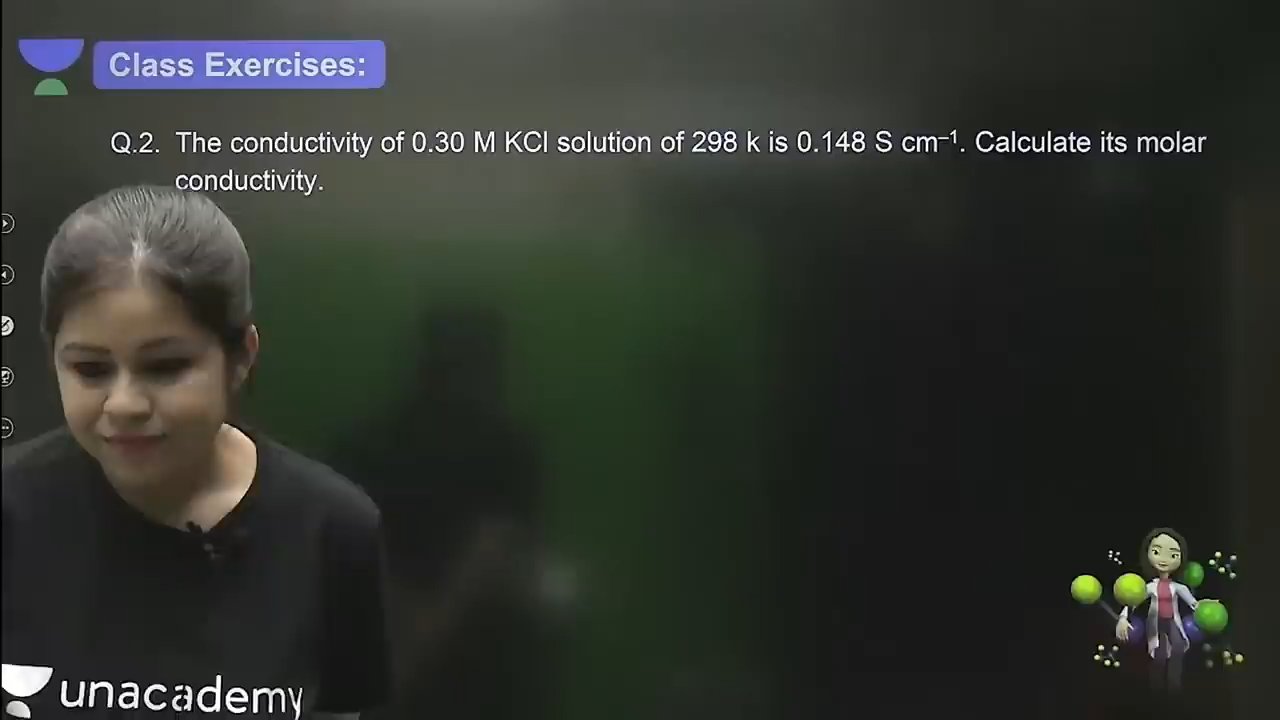 Class Exercises:
Q.2. The conductivity of 0.30 M KCl solution of 298 k is 0.148 S cm⁻¹. Calculate its molar
conductivity.
unacademy